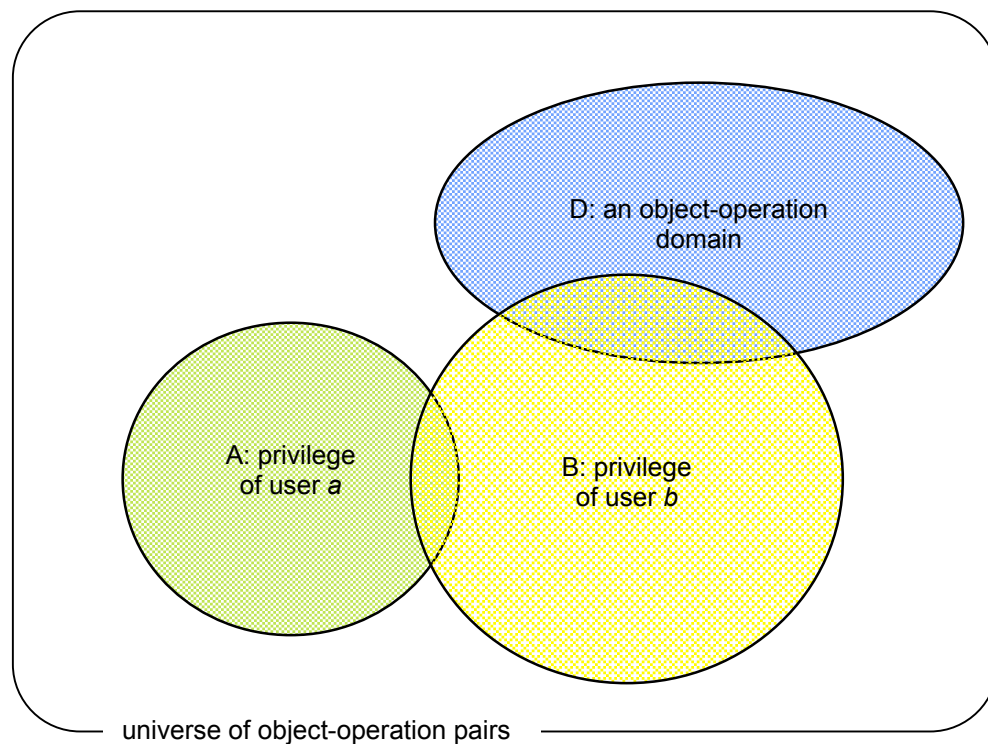 D: an object-operation
domain
A: privilege
of user a
B: privilege
of user b
universe of object-operation pairs